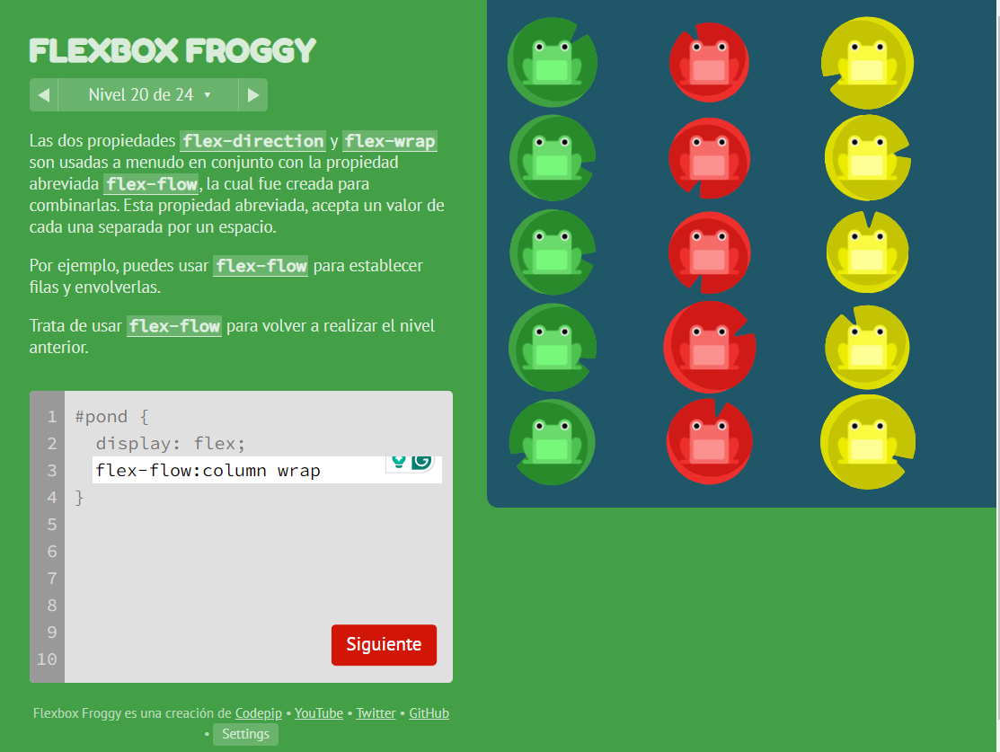 FLEXBOX FROGGY
◀ Nivel 20 de 24 ▼ ▶
Las dos propiedades flex-direction y flex-wrap
son usadas a menudo en conjunto con la propiedad
abreviada flex-flow, la cual fue creada para
combinarlas. Esta propiedad abreviada, acepta un valor de
cada una separada por un espacio.
Por ejemplo, puedes usar flex-flow para establecer
filas y envolverlas.
Trata de usar flex-flow para volver a realizar el nivel
anterior.
1 #pond {
2 display: flex;
3 flex-flow:column wrap
4 }
5
6
7
8
9
10
Siguiente
Flexbox Froggy es una creación de Codepip • YouTube • Twitter • GitHub
• Settings